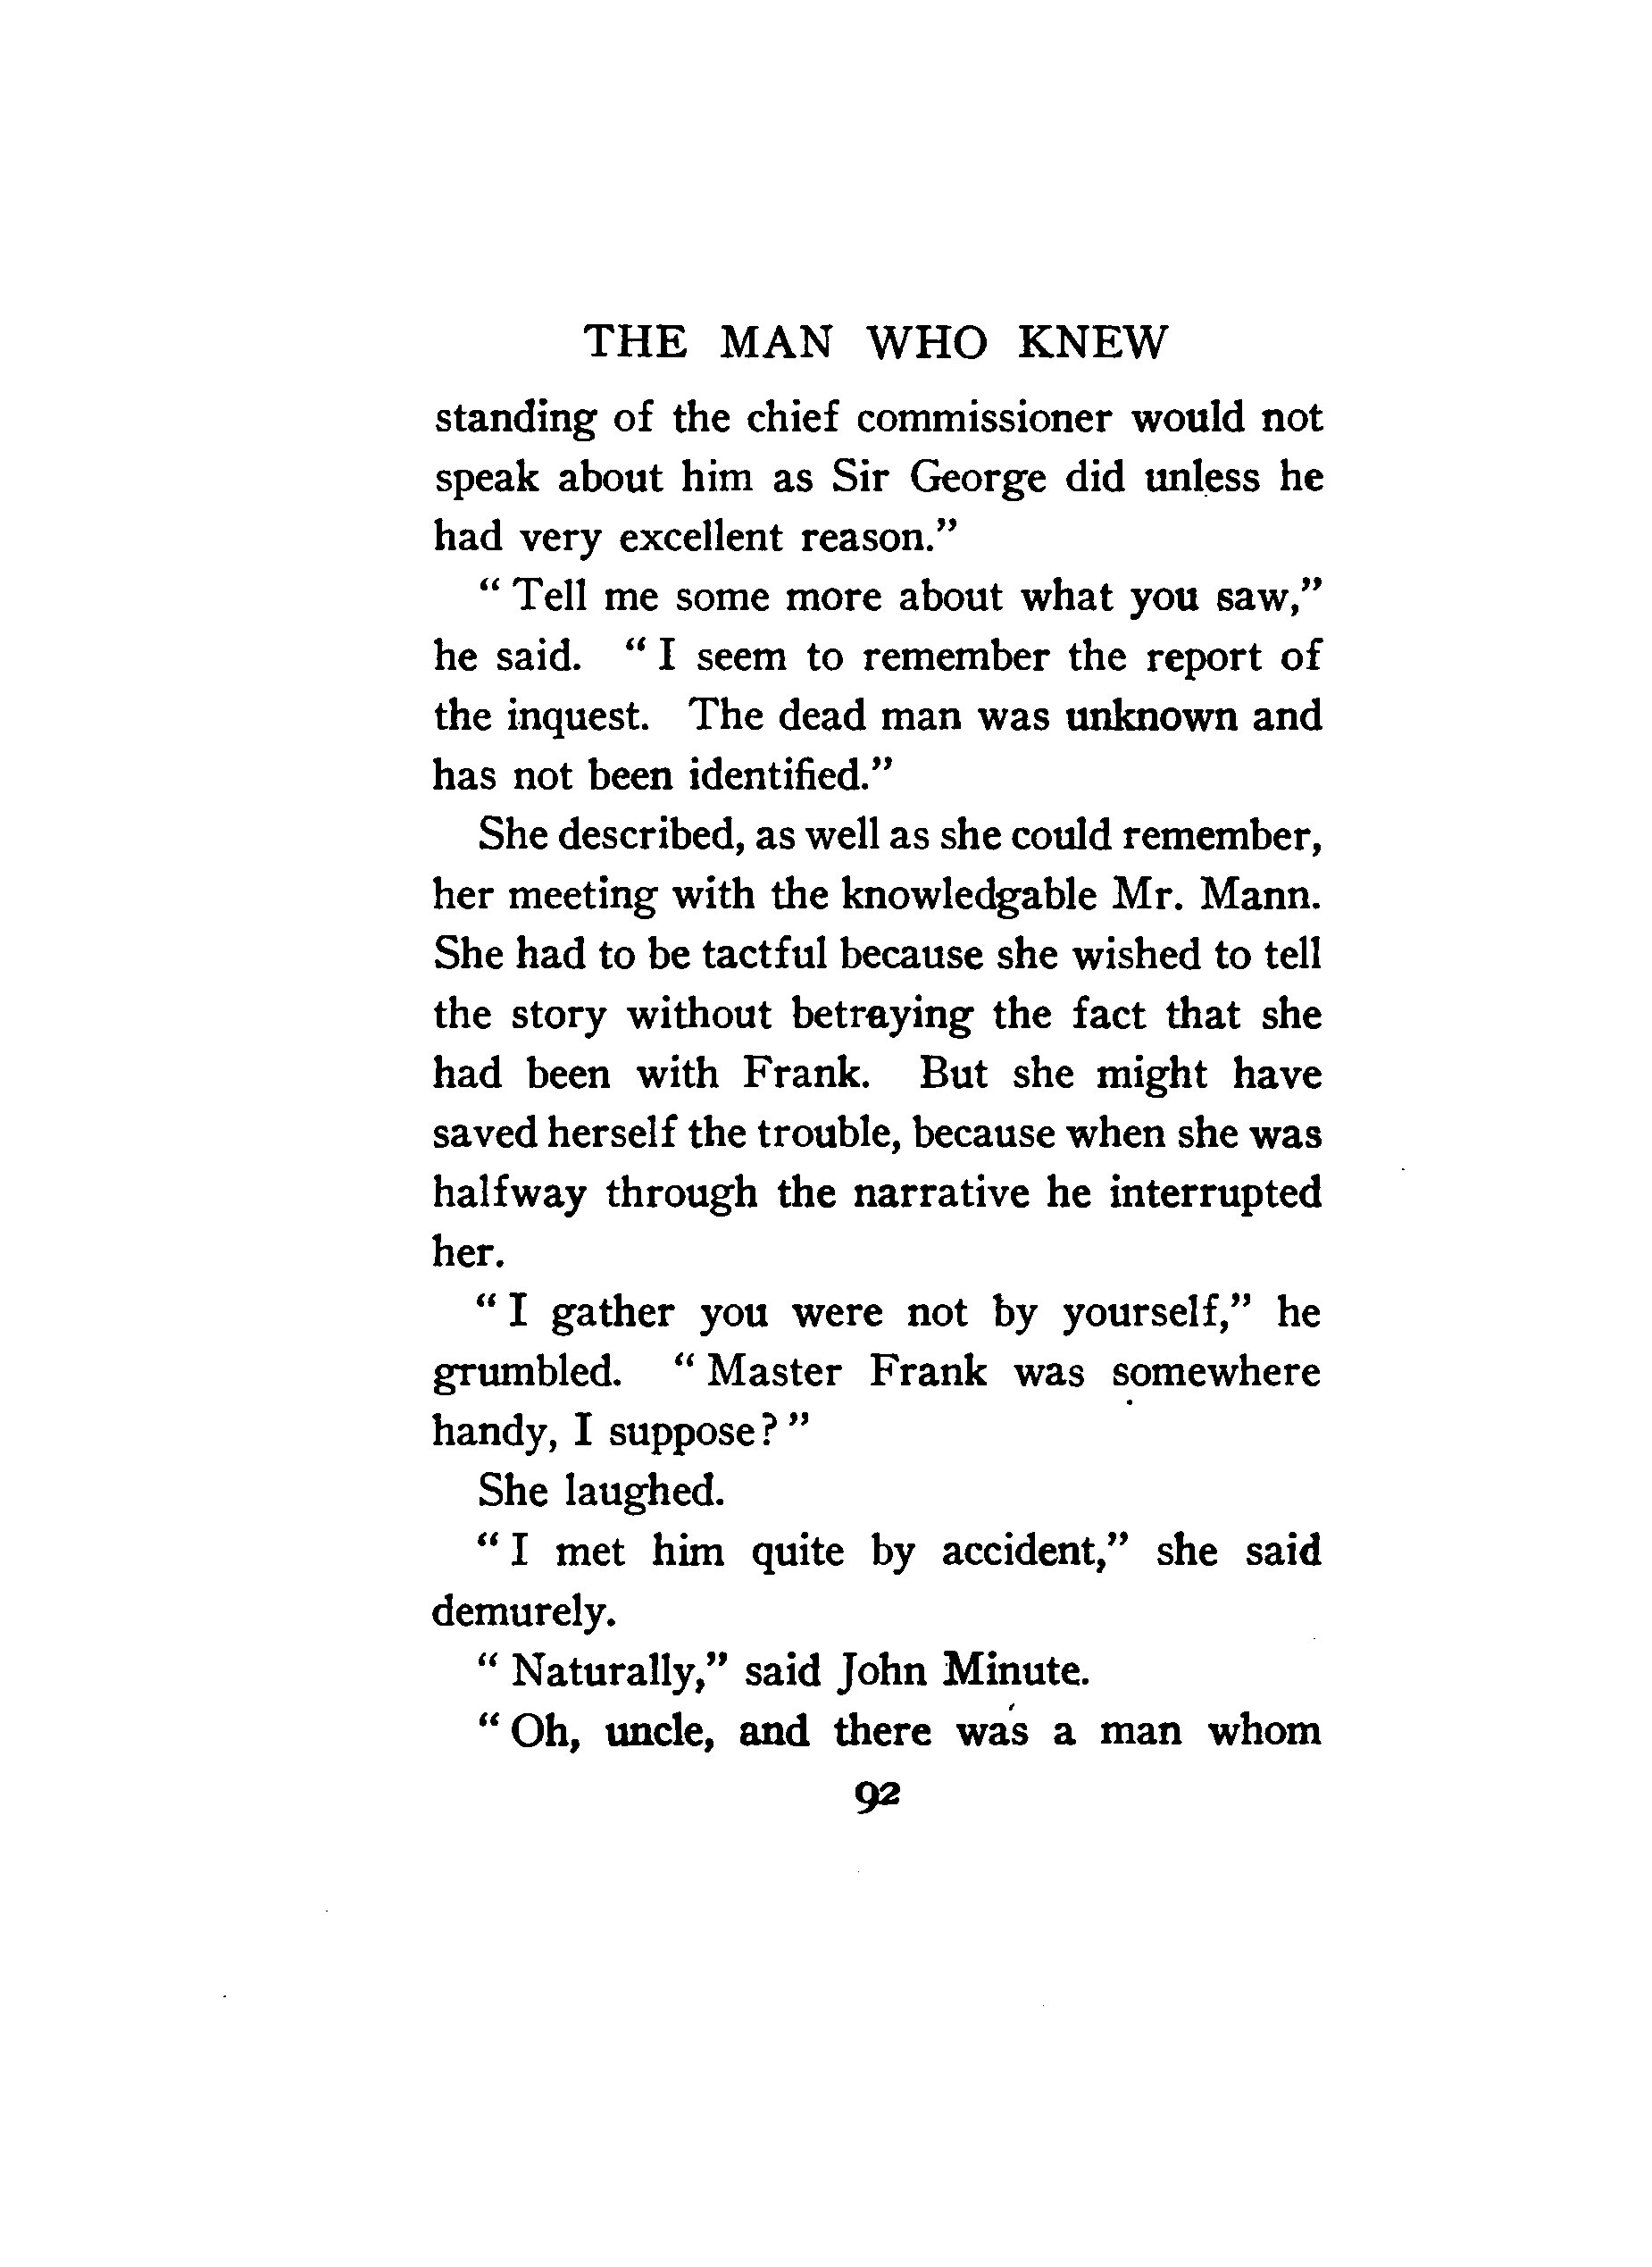 THE MAN WHO KNEW
standing of the chief commissioner would not
speak about him as Sir George did unless he
had very excellent reason.”
“ Tell me some more about what you saw,”
he said. “ I seem to remember the report of
the inquest. The dead man was unknown and
has not been identified.”
She described, as well as she could remember,
her meeting with the knowledgable Mr. Mann.
She had to be tactful because she wished to tell
the story without betraying the fact that she
had been with Frank. But she might have
saved herself the trouble, because when she was
halfway through the narrative he interrupted
her.
“ I gather you were not by yourself,” he
grumbled. “ Master Frank was somewhere
handy, I suppose? ”
She laughed.
“ I met him quite by accident,” she said
demurely.
“ Naturally,” said John Minute.
“ Oh, uncle, and there was a man whom
92